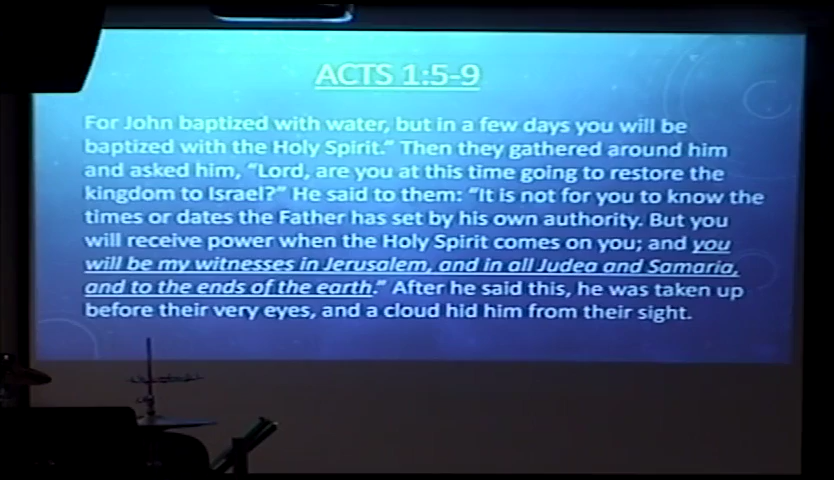 ACTS 1:5-9
For John baptized with water, but in a few days you will be
baptized with the Holy Spirit.” Then they gathered around him
and asked him, “Lord, are you at this time going to restore the
kingdom to Israel?” He said to them: “It is not for you to know the
times or dates the Father has set by his own authority. But you
will receive power when the Holy Spirit comes on you; and you
will be my witnesses in Jerusalem, and in all Judea and Samaria,
and to the ends of the earth.” After he said this, he was taken up
before their very eyes, and a cloud hid him from their sight.